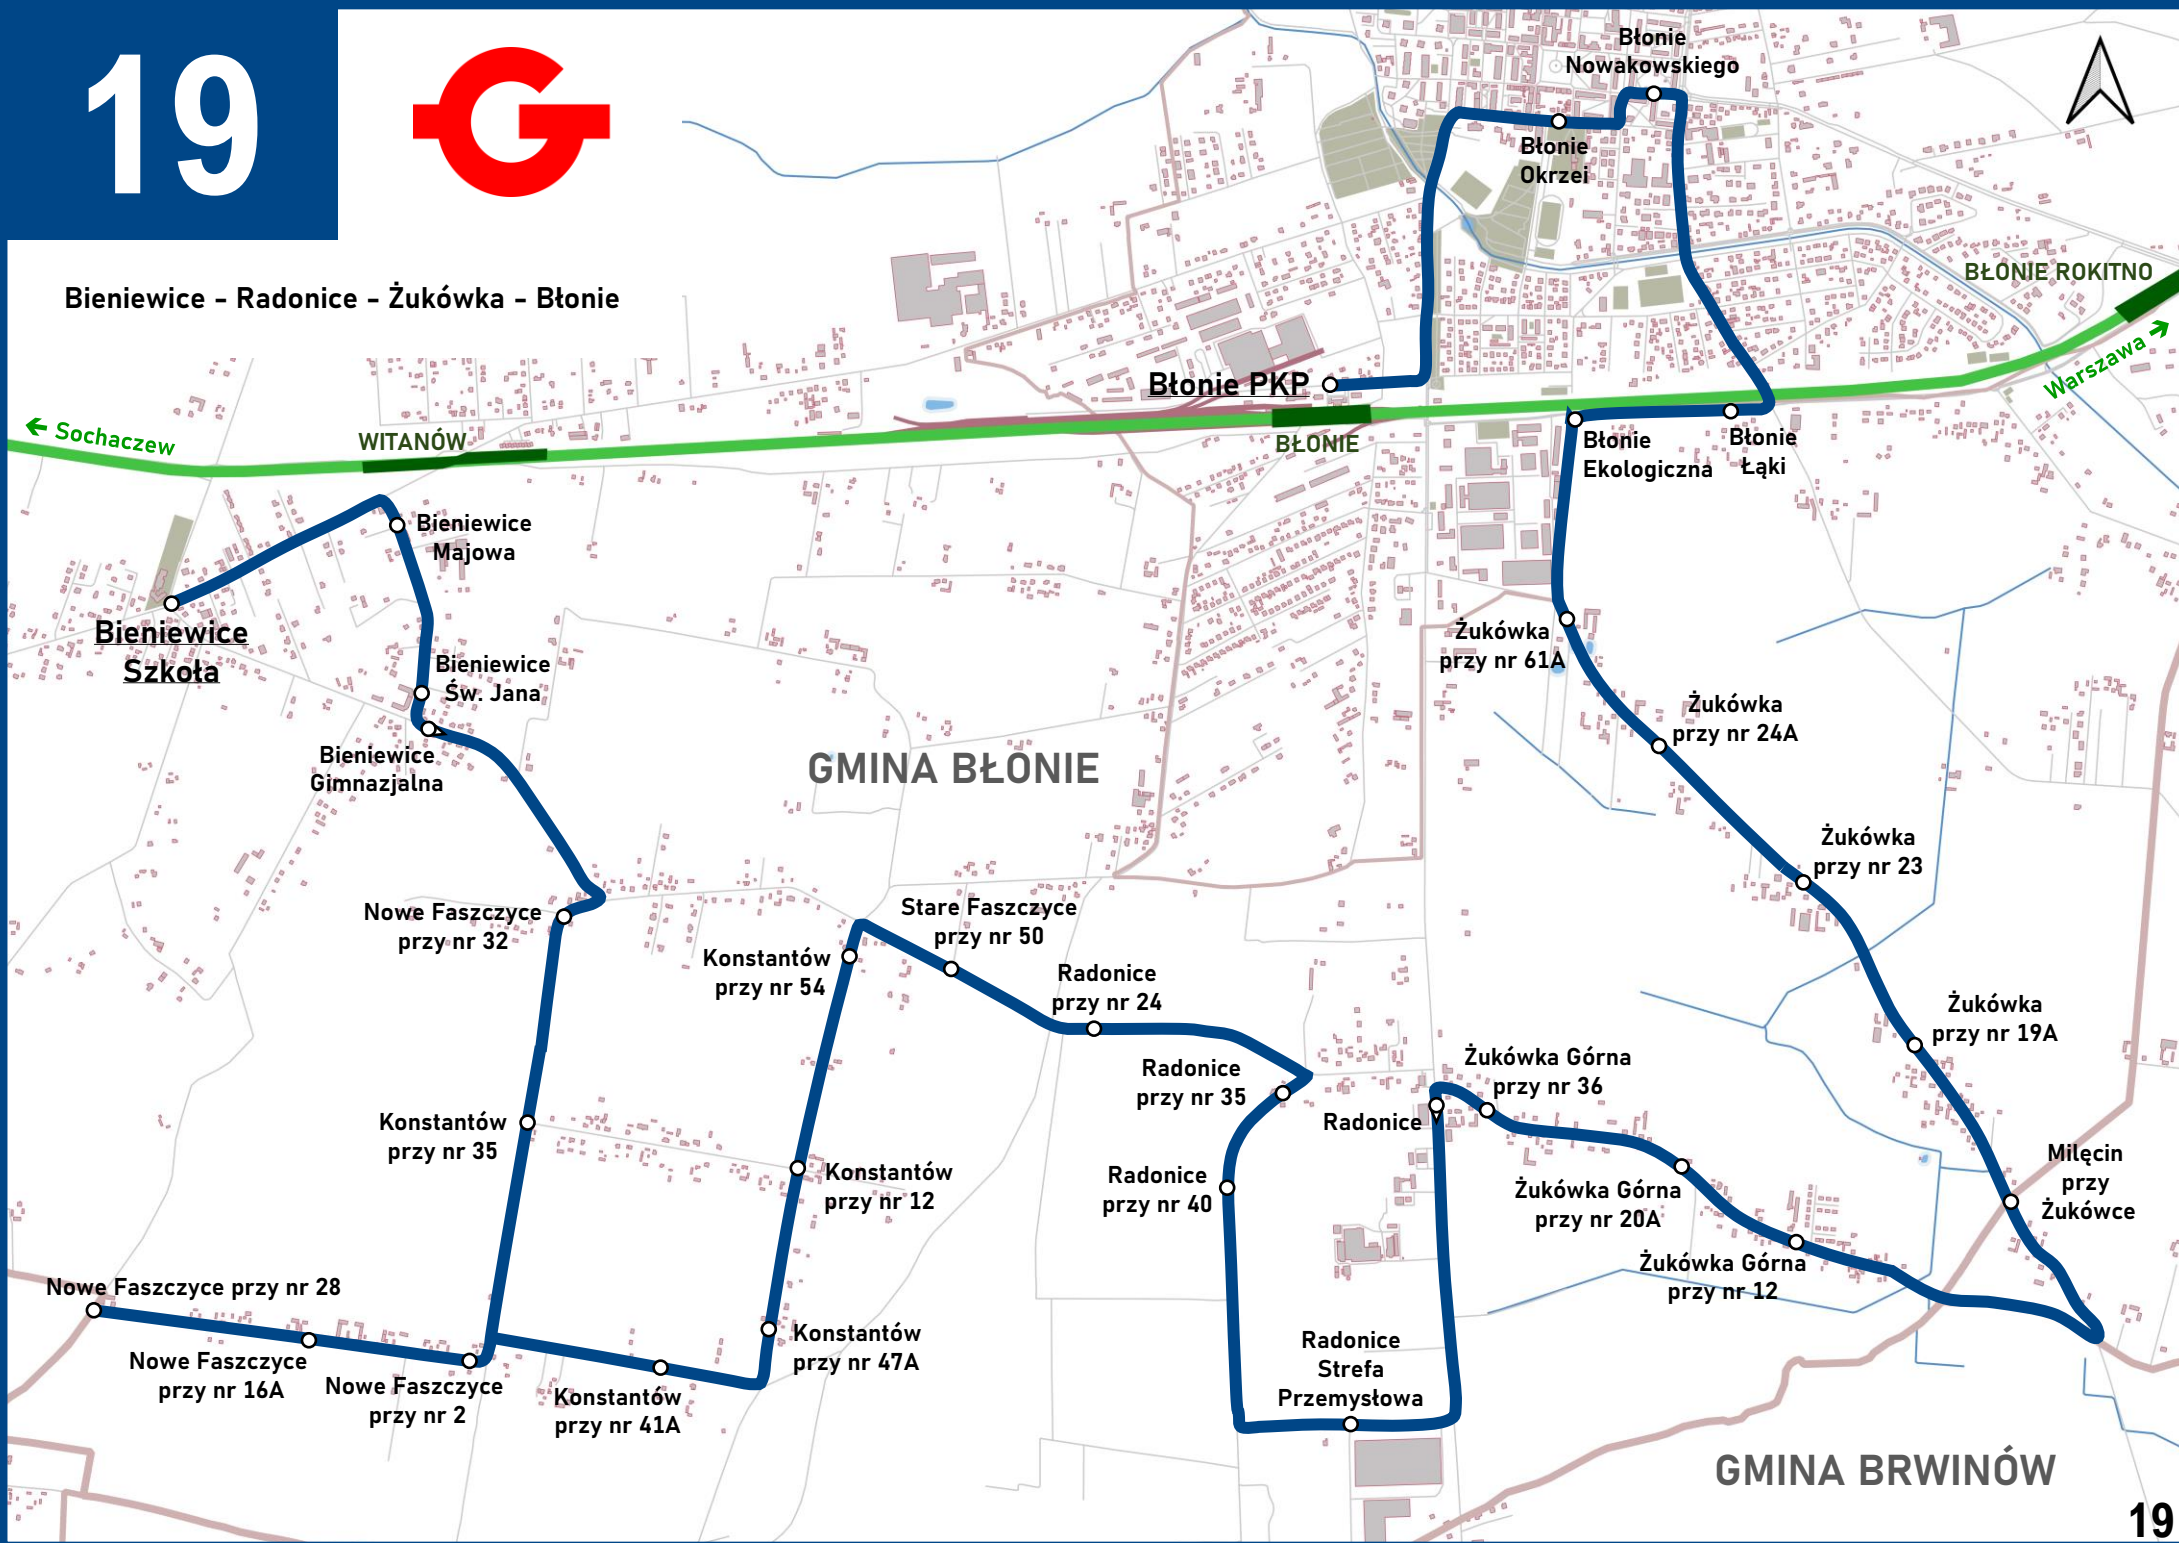 19
G
Bieniewice - Radonice - Żukówka - Błonie
Błonie
Nowakowskiego
Błonie
Okrzei
BŁONIE ROKITNO
Warszawa →
Błonie PKP
← Sochaczew
WITANÓW
BŁONIE
Błonie
Ekologiczna
Błonie
Łąki
Bieniewice
Majowa
Bieniewice
Szkoła
Bieniewice
Św. Jana
Bieniewice
Gimnazjalna
Żukówka
przy nr 61A
Żukówka
przy nr 24A
GMINA BŁONIE
Żukówka
przy nr 23
Nowe Faszczyce
przy nr 32
Stare Faszczyce
przy nr 50
Konstantów
przy nr 54
Radonice
przy nr 24
Żukówka
przy nr 19A
Radonice
przy nr 35
Żukówka Górna
przy nr 36
Radonice
Konstantów
przy nr 35
Konstantów
przy nr 12
Radonice
przy nr 40
Żukówka Górna
przy nr 20A
Milęcin
przy
Żukówce
Żukówka Górna
przy nr 12
Nowe Faszczyce przy nr 28
Nowe Faszczyce
przy nr 16A
Nowe Faszczyce
przy nr 2
Konstantów
przy nr 41A
Konstantów
przy nr 47A
Radonice
Strefa
Przemysłowa
GMINA BRWINÓW
19